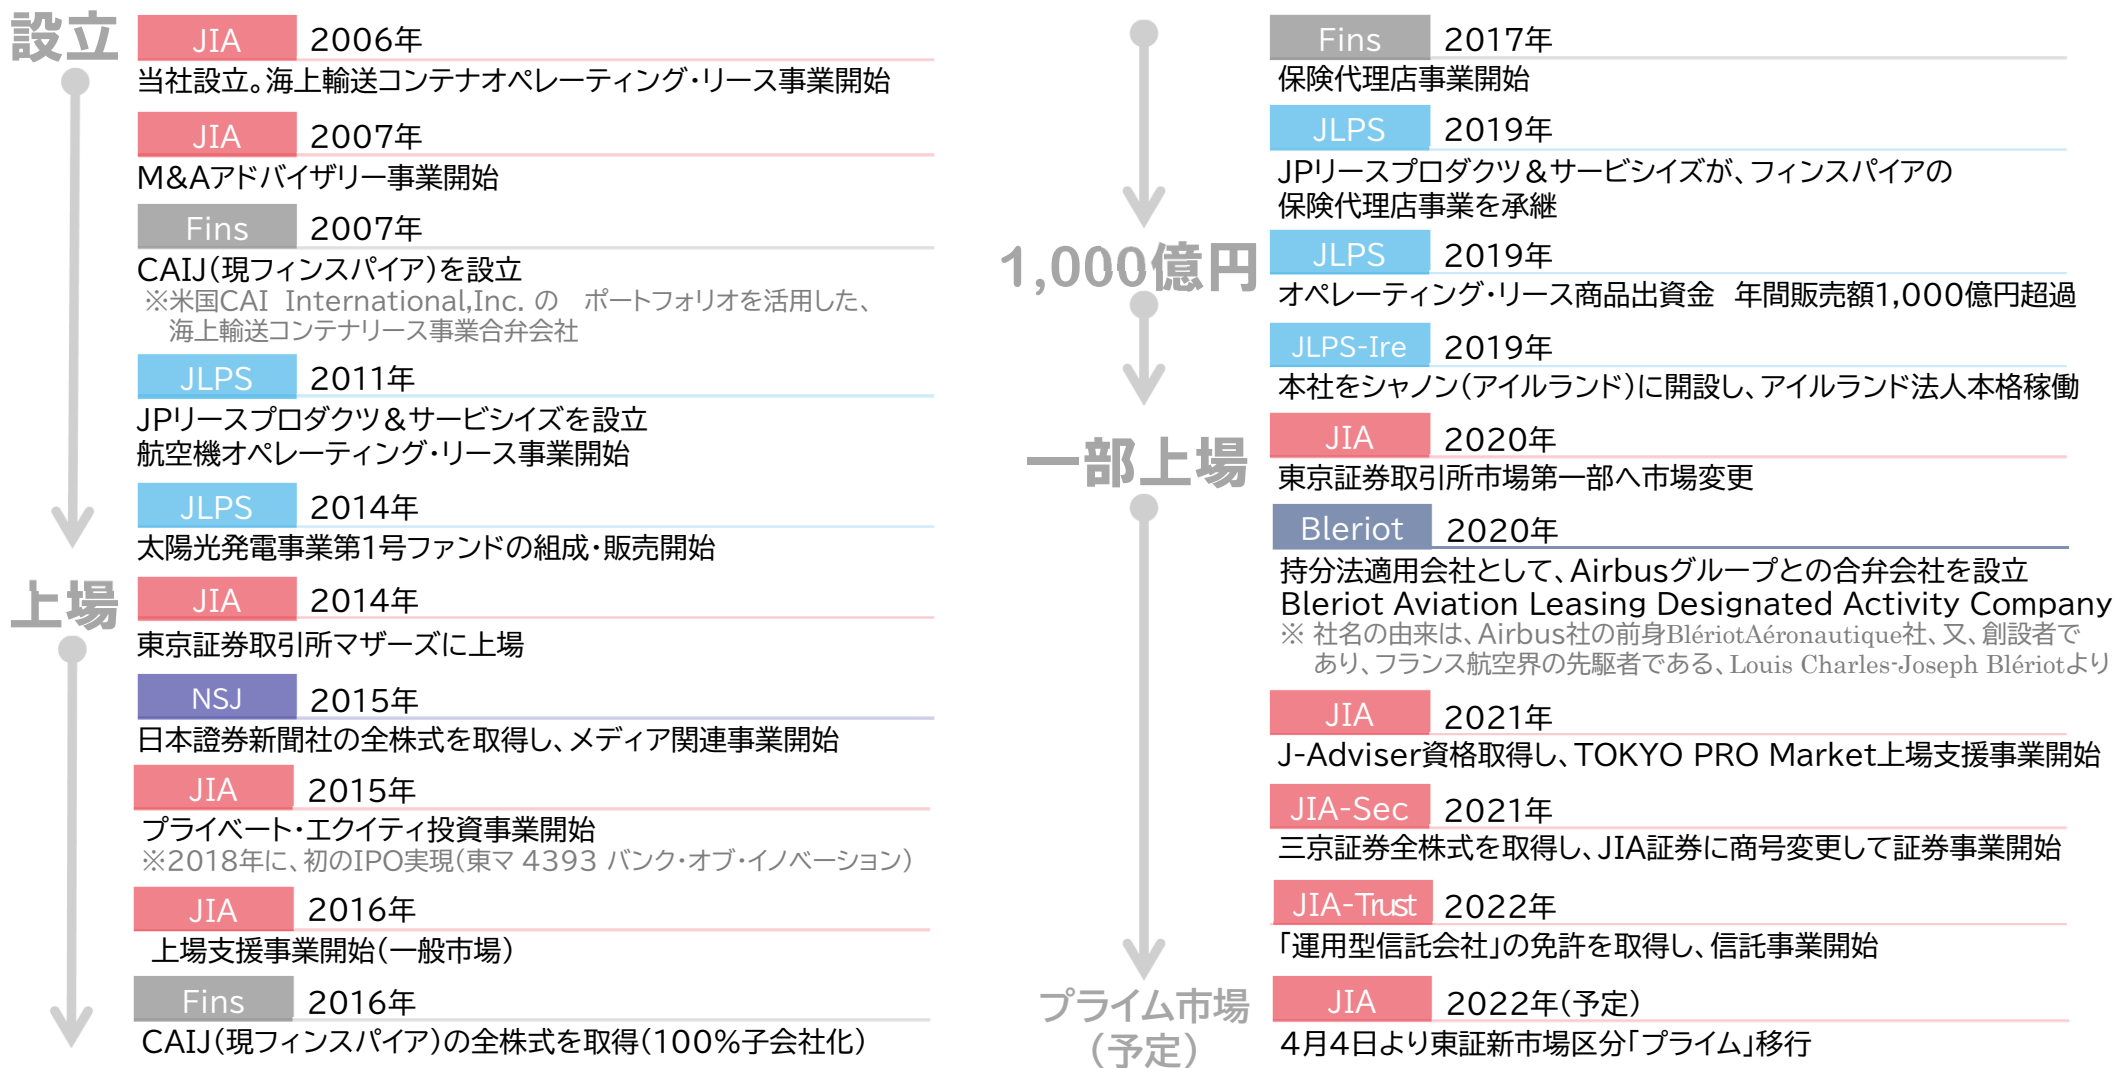 設立
JIA 2006年
当社設立。海上輸送コンテナオペレーティング・リース事業開始
JIA 2007年
M&Aアドバイザリー事業開始
Fins 2007年
CAIJ(現フィンスパイア)を設立
※米国CAI International,Inc. の ポートフォリオを活用した、
海上輸送コンテナリース事業合弁会社
JLPS 2011年
JPリースプロダクツ&サービシイズを設立
航空機オペレーティング・リース事業開始
JLPS 2014年
太陽光発電事業第1号ファンドの組成・販売開始
上場
JIA 2014年
東京証券取引所マザーズに上場
NSJ 2015年
日本證券新聞社の全株式を取得し、メディア関連事業開始
JIA 2015年
プライベート・エクイティ投資事業開始
※2018年に、初のIPO実現(東マ 4393 バンク・オブ・イノベーション)
JIA 2016年
上場支援事業開始(一般市場)
Fins 2016年
CAIJ(現フィンスパイア)の全株式を取得(100%子会社化)
Fins 2017年
保険代理店事業開始
JLPS 2019年
JPリースプロダクツ&サービシイズが、フィンスパイアの
保険代理店事業を承継
1,000億円
JLPS 2019年
オペレーティング・リース商品出資金 年間販売額1,000億円超過
JLPS-Ire 2019年
本社をシャノン(アイルランド)に開設し、アイルランド法人本格稼働
一部上場
JIA 2020年
東京証券取引所市場第一部へ市場変更
Bleriot 2020年
持分法適用会社として、Airbusグループとの合弁会社を設立
Bleriot Aviation Leasing Designated Activity Company
※ 社名の由来は、Airbus社の前身BlériotAéronautique社、又、創設者で
あり、フランス航空界の先駆者である、Louis Charles-Joseph Blériotより
JIA 2021年
J-Adviser資格取得し、TOKYO PRO Market上場支援事業開始
JIA-Sec 2021年
三京証券全株式を取得し、JIA証券に商号変更して証券事業開始
JIA-Trust 2022年
「運用型信託会社」の免許を取得し、信託事業開始
プライム市場
(予定)
JIA 2022年(予定)
4月4日より東証新市場区分「プライム」移行